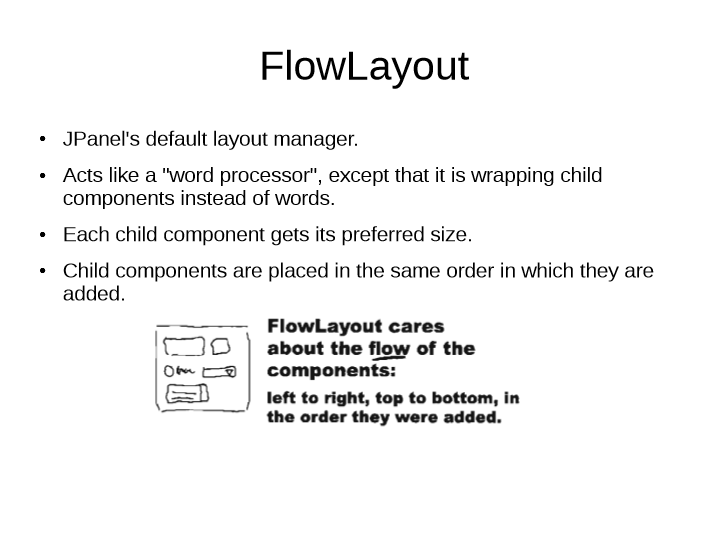 FlowLayout
• JPanel's default layout manager.
• Acts like a "word processor", except that it is wrapping child
components instead of words.
• Each child component gets its preferred size.
• Child components are placed in the same order in which they are
added.
FlowLayout cares
about the flow of the
components:
left to right, top to bottom, in
the order they were added.